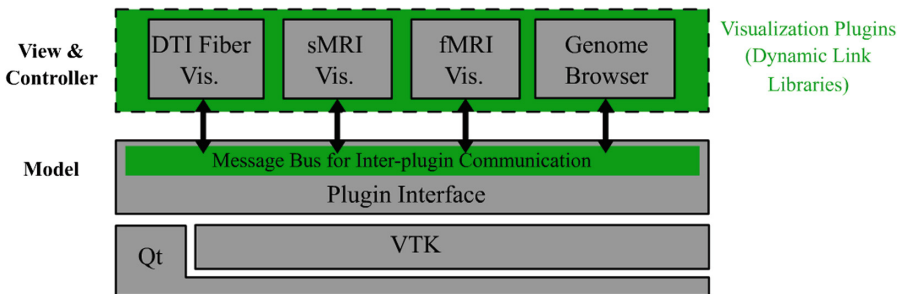 View &
Controller
DTI Fiber
Vis.
sMRI
Vis.
fMRI
Vis.
Genome
Browser
Visualization Plugins
(Dynamic Link
Libraries)
Model
Message Bus for Inter-plugin Communication
Plugin Interface
Qt
VTK